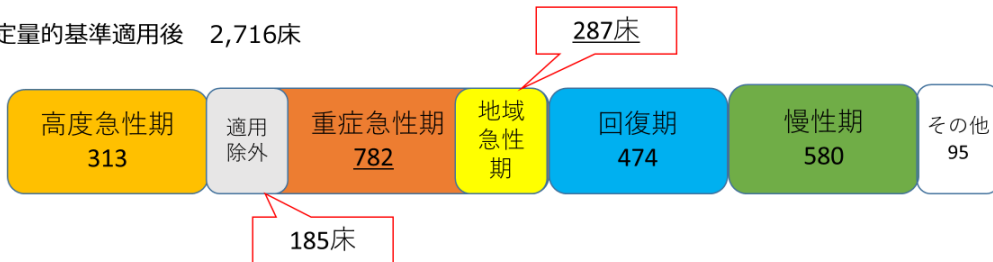 定量的基準適用後 2,716床
287床
高度急性期
313
適用
除外
重症急性期
782
地域
急性
期
回復期
474
慢性期
580
その他
95
185床